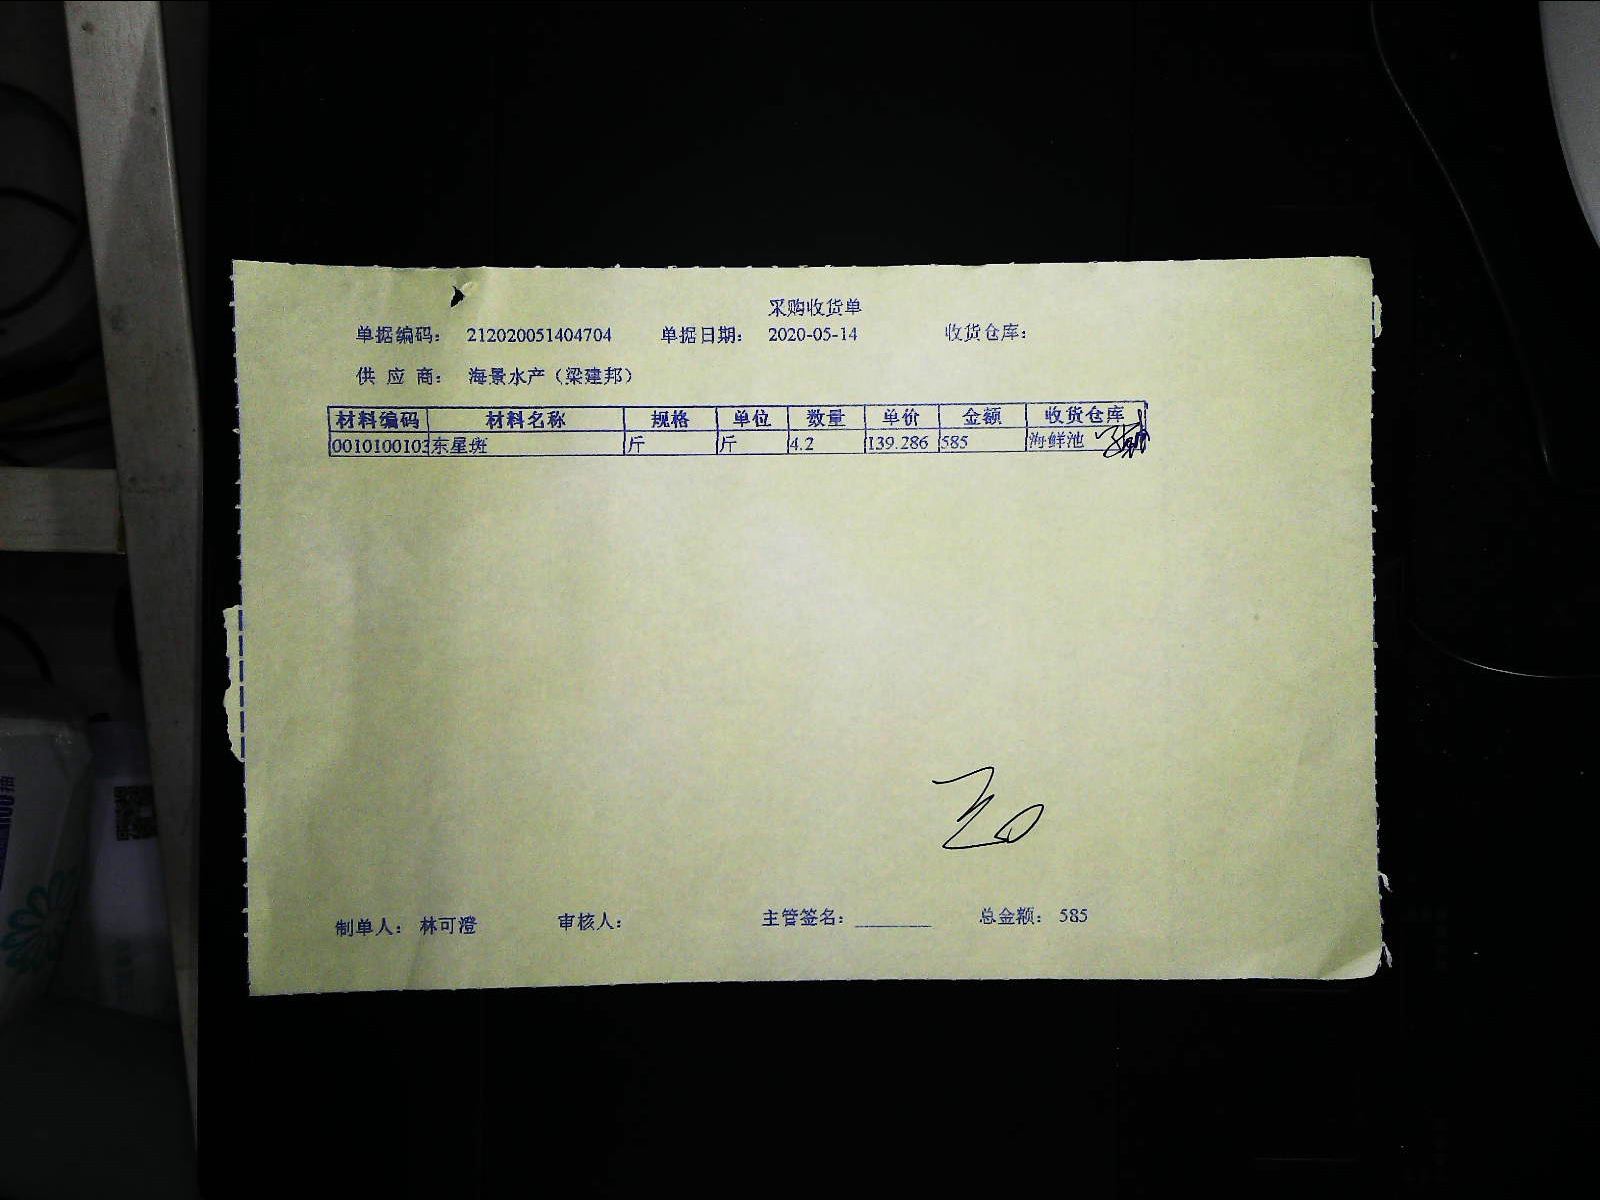 采购收货单
单据编码： 212020051404704 单据日期： 2020-05-14 收货仓库：
供 应 商： 海景水产（梁建邦）
材料编码 材料名称 规格 单位 数量 单价 金额 收货仓库
0010100103 东星斑 斤 斤 4.2 139.286 585 海鲜池
制单人： 林可澄 审核人： 主管签名： 总金额： 585